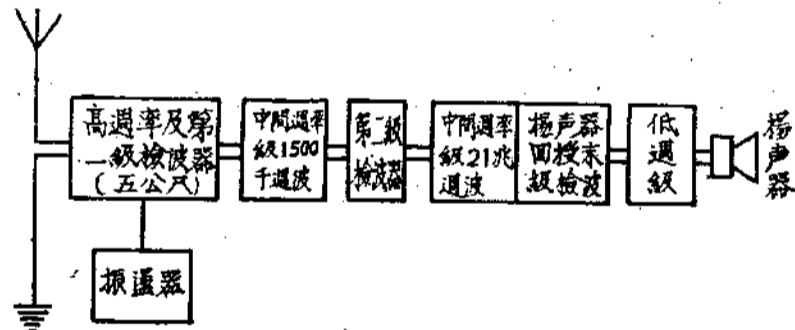 高週率及第
一級檢波器
(五公尺)
中間週率
級1500
千週波
第二級
檢波器
中間週率
級21兆
週波
揚声器
回授末
級檢波
低週級
揚声器
振盪器